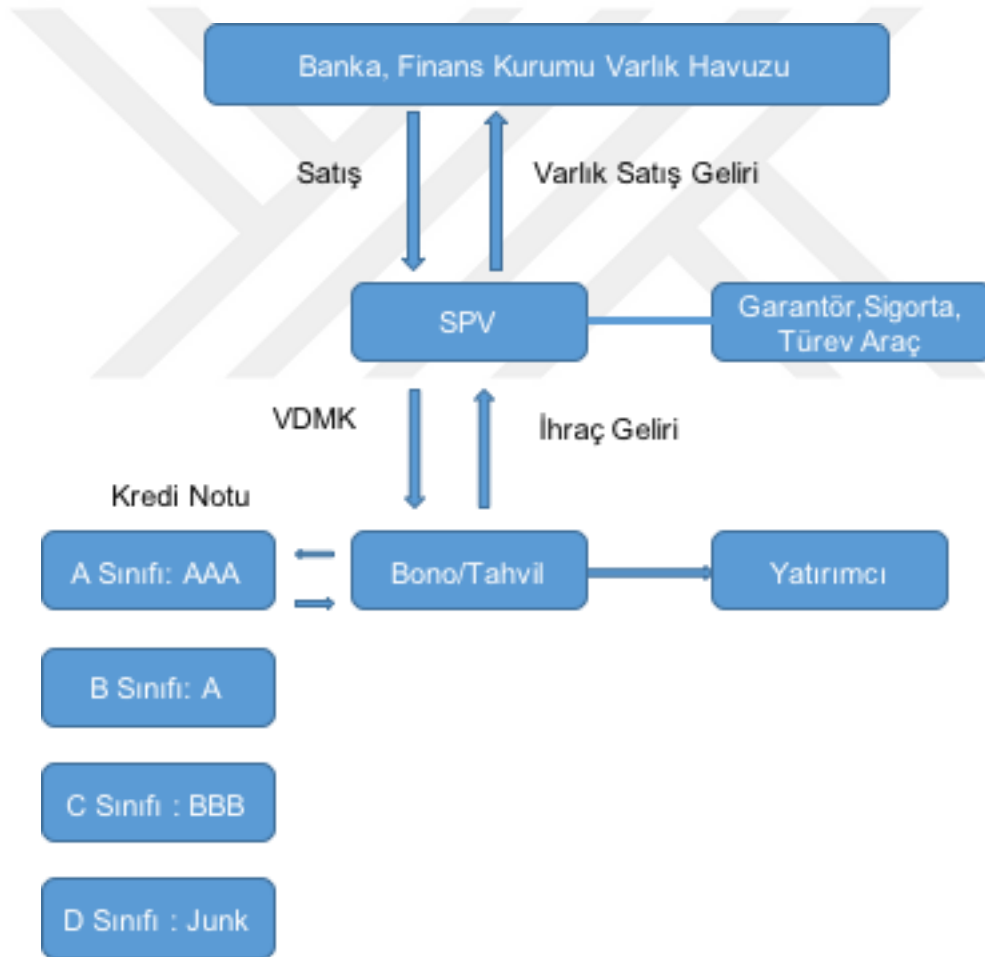 Banka, Finans Kurumu Varlık Havuzu
Satış
Varlık Satış Geliri
SPV
Garantör,Sigorta,
Türev Araç
VDMK
İhraç Geliri
Kredi Notu
A Sınıfı: AAA
Bono/Tahvil
Yatırımcı
B Sınıfı: A
C Sınıfı : BBB
D Sınıfı : Junk